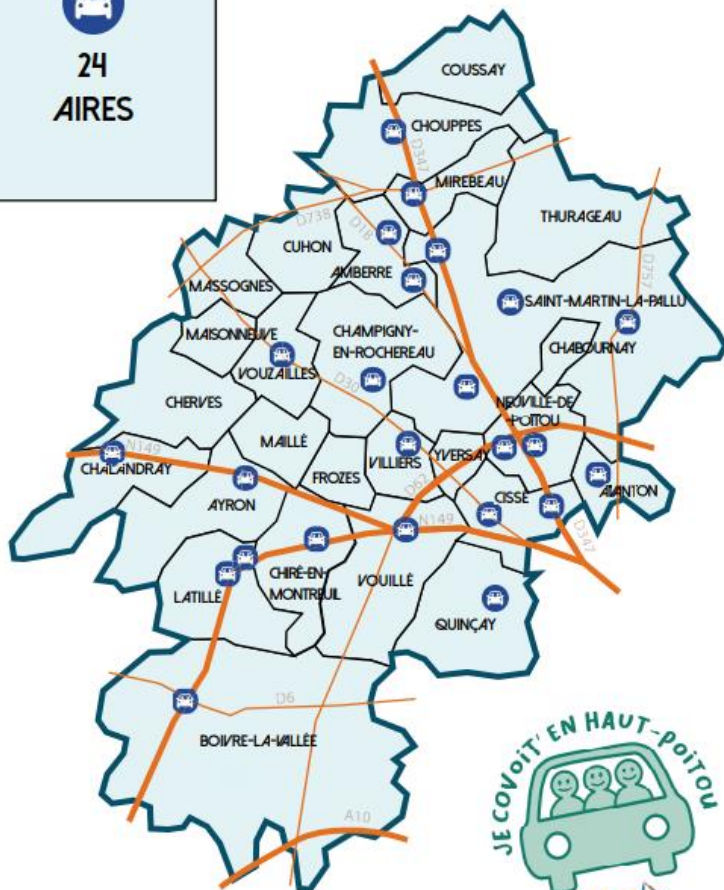 24
AIRES
COUSSAY
CHOUPPES
D347
MIREBEAU
THURAGEAU
D738
D18
CUHON
AMBERRE
D757
MASSOGNES
SAINT-MARTIN-LA-PALLU
MAISONNEUVE
CHAMPIGNY-
EN-ROCHEREAU
CHABOURNAY
VOUZAILLES
D30
CHERVES
NEUVILLE-DE-
POITOU
MAILLÉ
VILLIERS
YVERSAY
N149
CHALANDRAY
FROZES
AVANTON
D62
CISSÉ
AYRON
N149
D347
CHIRÉ-EN-
MONTREUIL
VOUILLÉ
LATILLÉ
QUINÇAY
D6
BOIVRE-LA-VALLÉE
A10
JE COVOIT' EN HAUT-POITOU